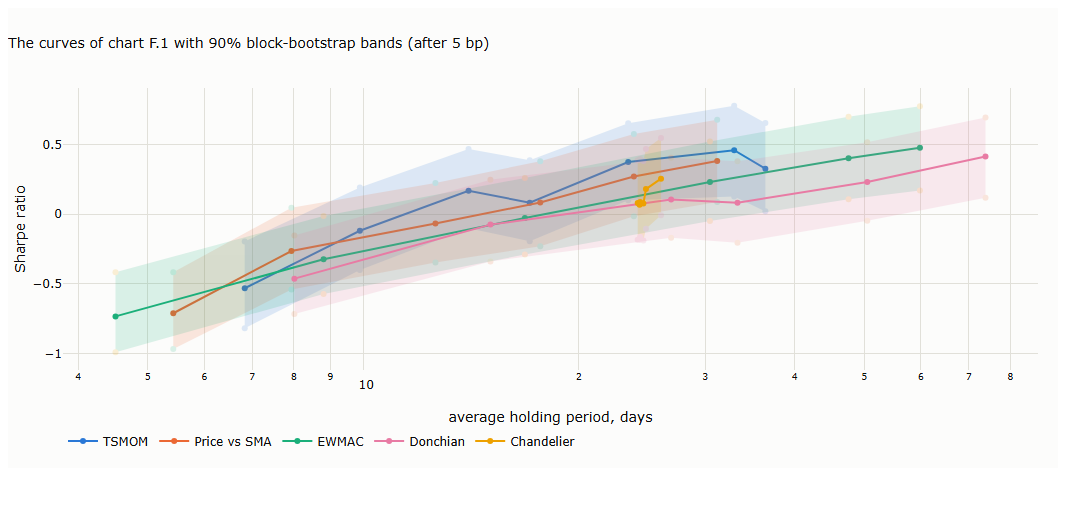 The curves of chart F.1 with 90% block-bootstrap bands (after 5 bp)
Sharpe ratio
0.5
0
−0.5
−1
4 5 6 7 8 9 10 2 3 4 5 6 7 8
average holding period, days
TSMOM Price vs SMA EWMAC Donchian Chandelier